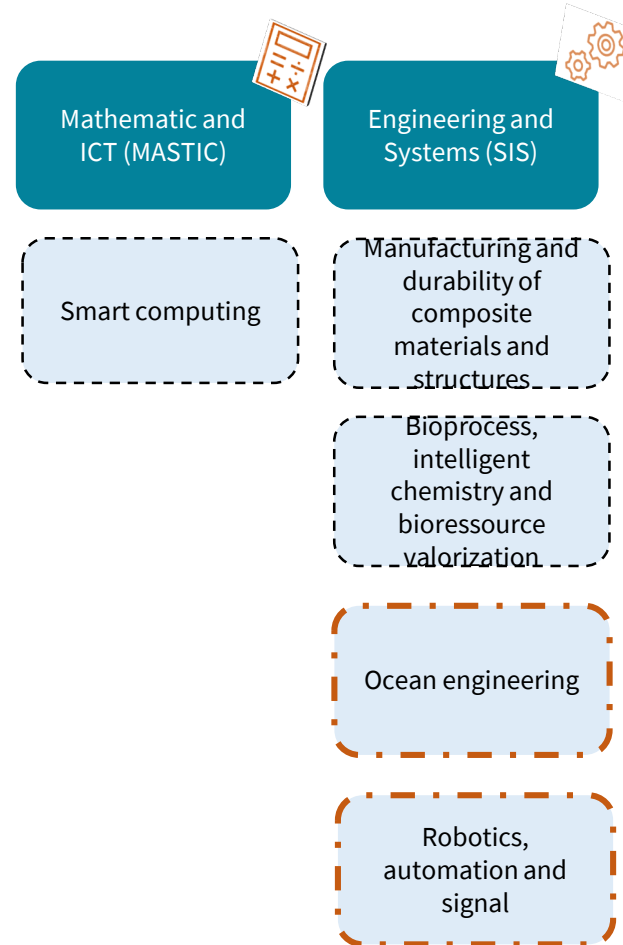 Mathematic and
ICT (MASTIC)
Engineering and
Systems (SIS)
Smart computing
Manufacturing and
durability of
composite
materials and
structures
Bioprocess,
intelligent
chemistry and
bioressource
valorization
Ocean engineering
Robotics,
automation and
signal